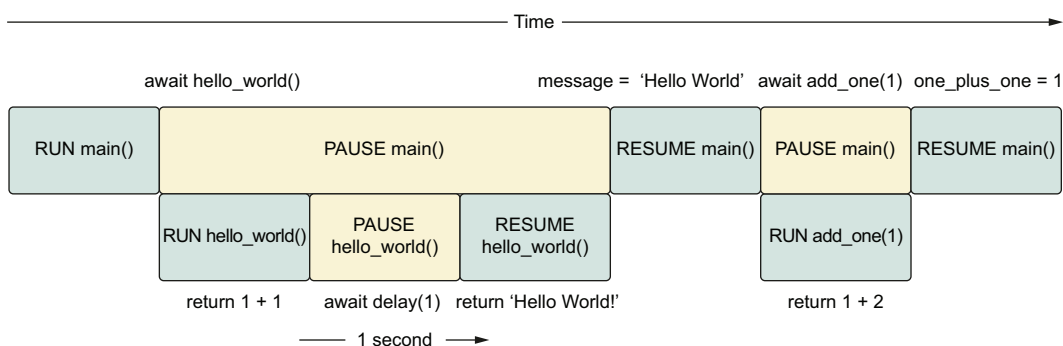 Time
await hello_world()
message = ‘Hello World’
await add_one(1)
one_plus_one = 1
RUN main()
PAUSE main()
RESUME main()
PAUSE main()
RESUME main()
RUN hello_world()
PAUSE
hello_world()
RESUME
hello_world()
RUN add_one(1)
return 1 + 1
await delay(1)
return ‘Hello World!’
return 1 + 2
1 second